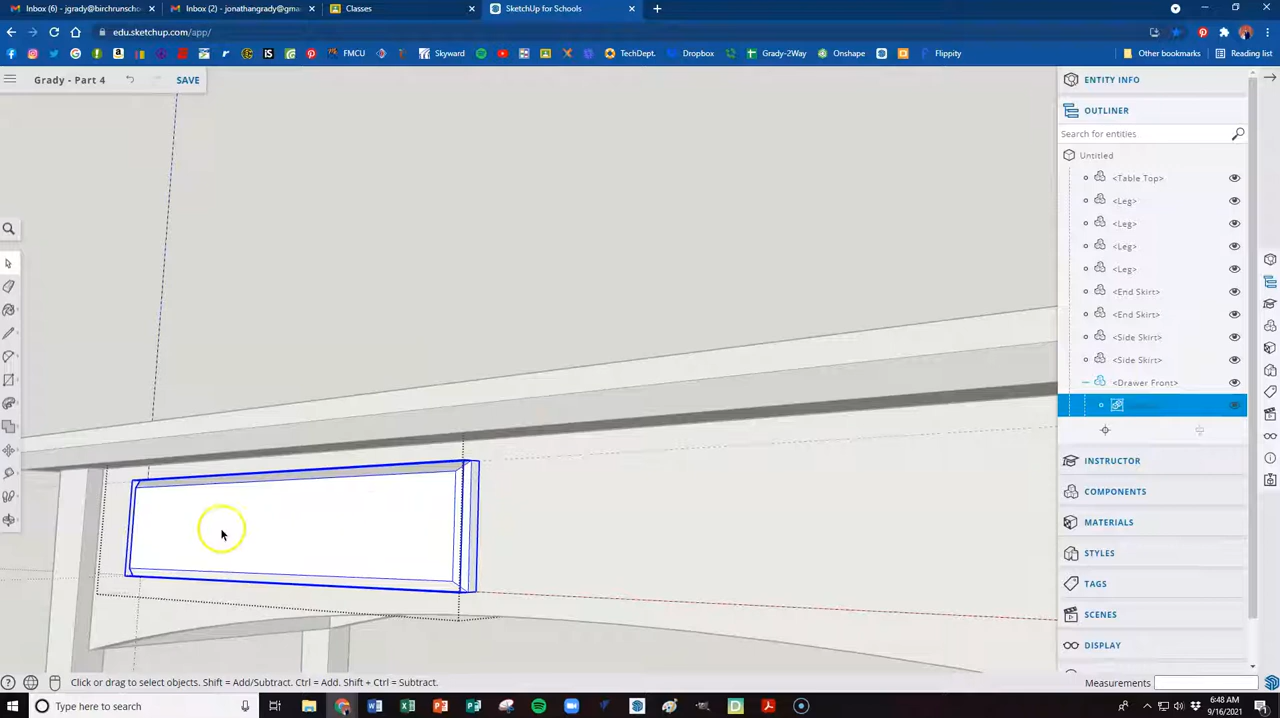 Inbox (6) - jgrady@birchrunscho
Inbox (2) - jonathangrady@gma
Classes
SketchUp for Schools
edu.sketchup.com/app/
FMCU
Skyward
TechDept.
Dropbox
Grady-2Way
Onshape
Flippity
Other bookmarks
Reading list
Grady - Part 4
SAVE
ENTITY INFO
OUTLINER
Search for entities
Untitled
<Table Top>
<Leg>
<Leg>
<Leg>
<Leg>
<End Skirt>
<End Skirt>
<Side Skirt>
<Side Skirt>
<Drawer Front>
INSTRUCTOR
COMPONENTS
MATERIALS
STYLES
TAGS
SCENES
DISPLAY
Click or drag to select objects. Shift = Add/Subtract. Ctrl = Add. Shift + Ctrl = Subtract.
Measurements
Type here to search
6:48 AM
9/16/2021